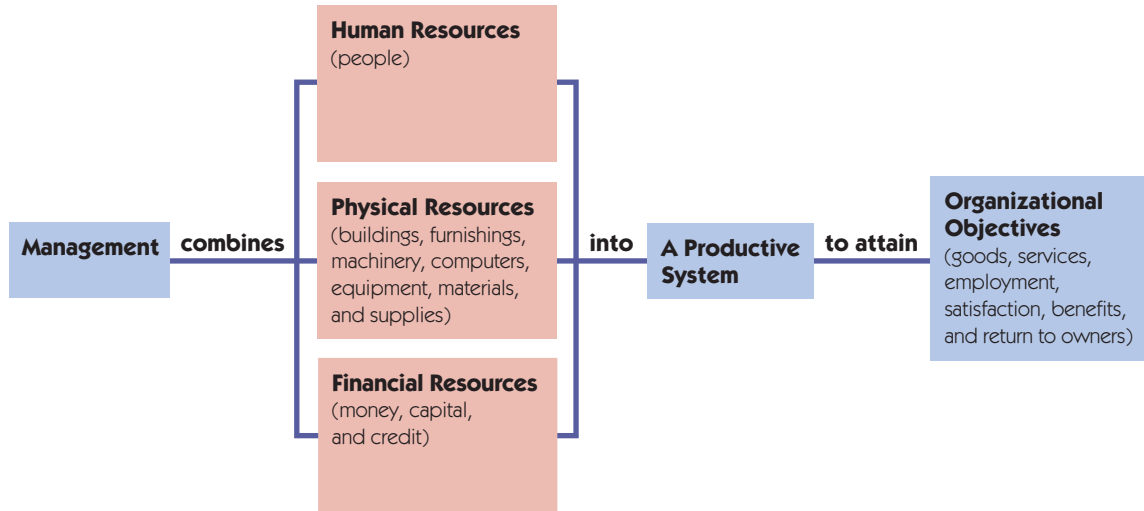 Human Resources
(people)
Management
combines
Physical Resources
(buildings, furnishings,
machinery, computers,
equipment, materials,
and supplies)
Financial Resources
(money, capital,
and credit)
into
A Productive
System
to attain
Organizational
Objectives
(goods, services,
employment,
satisfaction, benefits,
and return to owners)